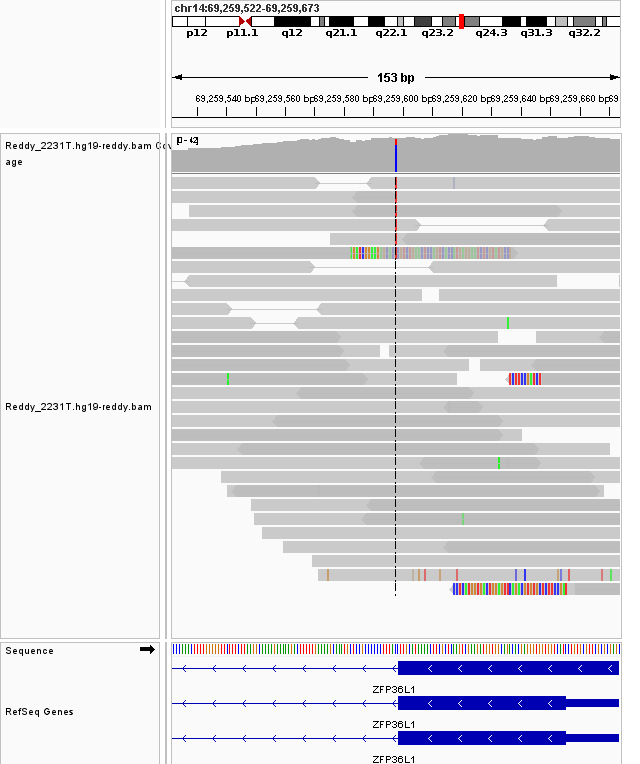 chr14:69,259,522-69,259,673
p12 p11.1 q12 q21.1 q22.1 q23.2 q24.3 q31.3 q32.2
153 bp
69,259,540 bp 69,259,560 bp 69,259,580 bp 69,259,600 bp 69,259,620 bp 69,259,640 bp 69,259,660 bp 69
[0 - 42]
Reddy_2231T.hg19-reddy.bam Cov
age
Reddy_2231T.hg19-reddy.bam
Sequence
ZFP36L1
RefSeq Genes
ZFP36L1
ZFP36L1